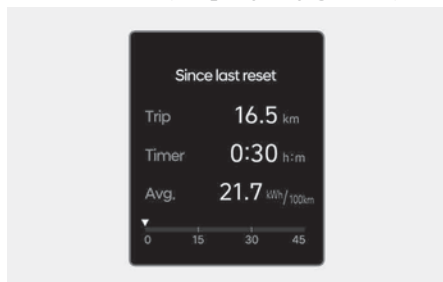 Since last reset
Trip 16.5 km
Timer 0:30 h:m
Avg. 21.7 kWh/100km
0 15 30 45